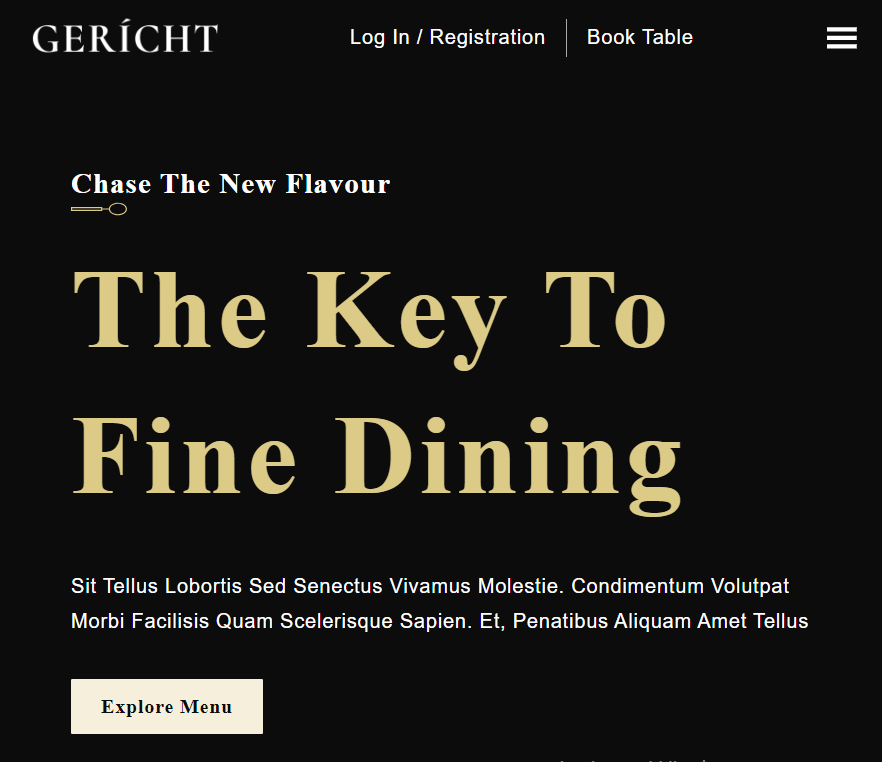 GERÍCHT
Log In / Registration
Book Table
Chase The New Flavour
The Key To
Fine Dining
Sit Tellus Lobortis Sed Senectus Vivamus Molestie. Condimentum Volutpat
Morbi Facilisis Quam Scelerisque Sapien. Et, Penatibus Aliquam Amet Tellus
Explore Menu